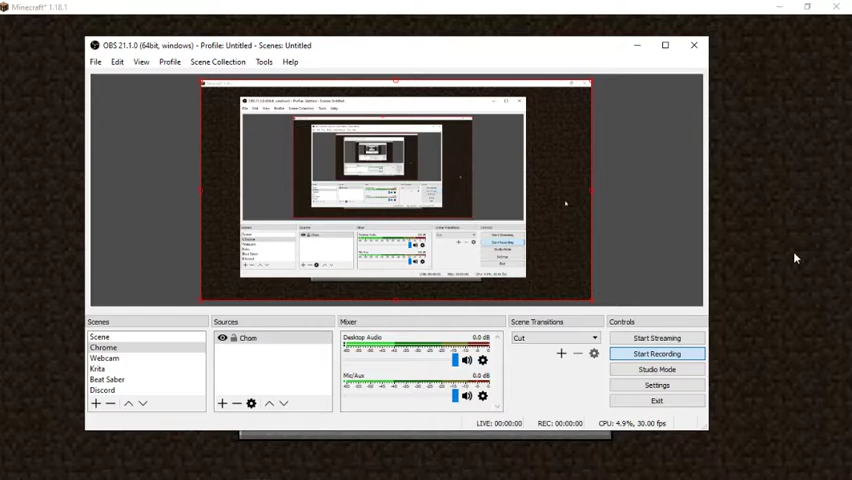 Minecraft* 1.18.1
OBS 21.1.0 (64bit, windows) - Profile: Untitled - Scenes: Untitled
File Edit View Profile Scene Collection Tools Help
Scenes Sources Mixer Scene Transitions Controls
Scene
Chrome
Webcam
Krita
Beat Saber
Discord
Chom
Desktop Audio 0.0 dB
Mic/Aux 0.0 dB
Cut
Start Streaming
Start Recording
Studio Mode
Settings
Exit
LIVE: 00:00:00 REC: 00:00:00 CPU: 4.9%, 30.00 fps